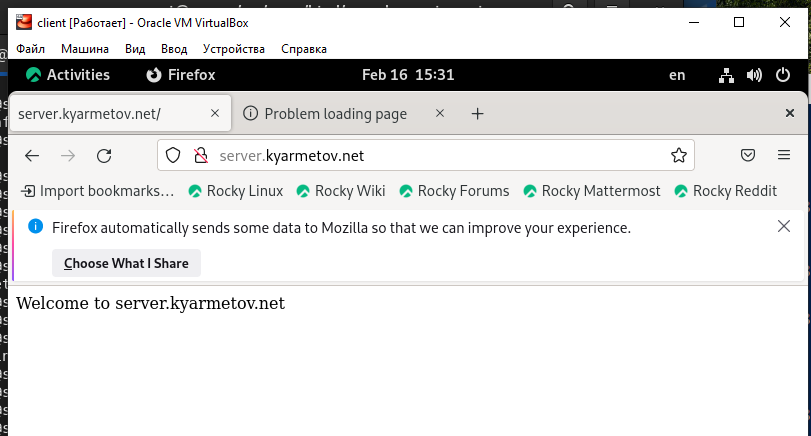 client [Работает] - Oracle VM VirtualBox
Файл Машина Вид Ввод Устройства Справка
Activities Firefox Feb 16 15:31 en
server.kyarmetov.net/ Problem loading page
server.kyarmetov.net
Import bookmarks... Rocky Linux Rocky Wiki Rocky Forums Rocky Mattermost Rocky Reddit
Firefox automatically sends some data to Mozilla so that we can improve your experience.
Choose What I Share
Welcome to server.kyarmetov.net